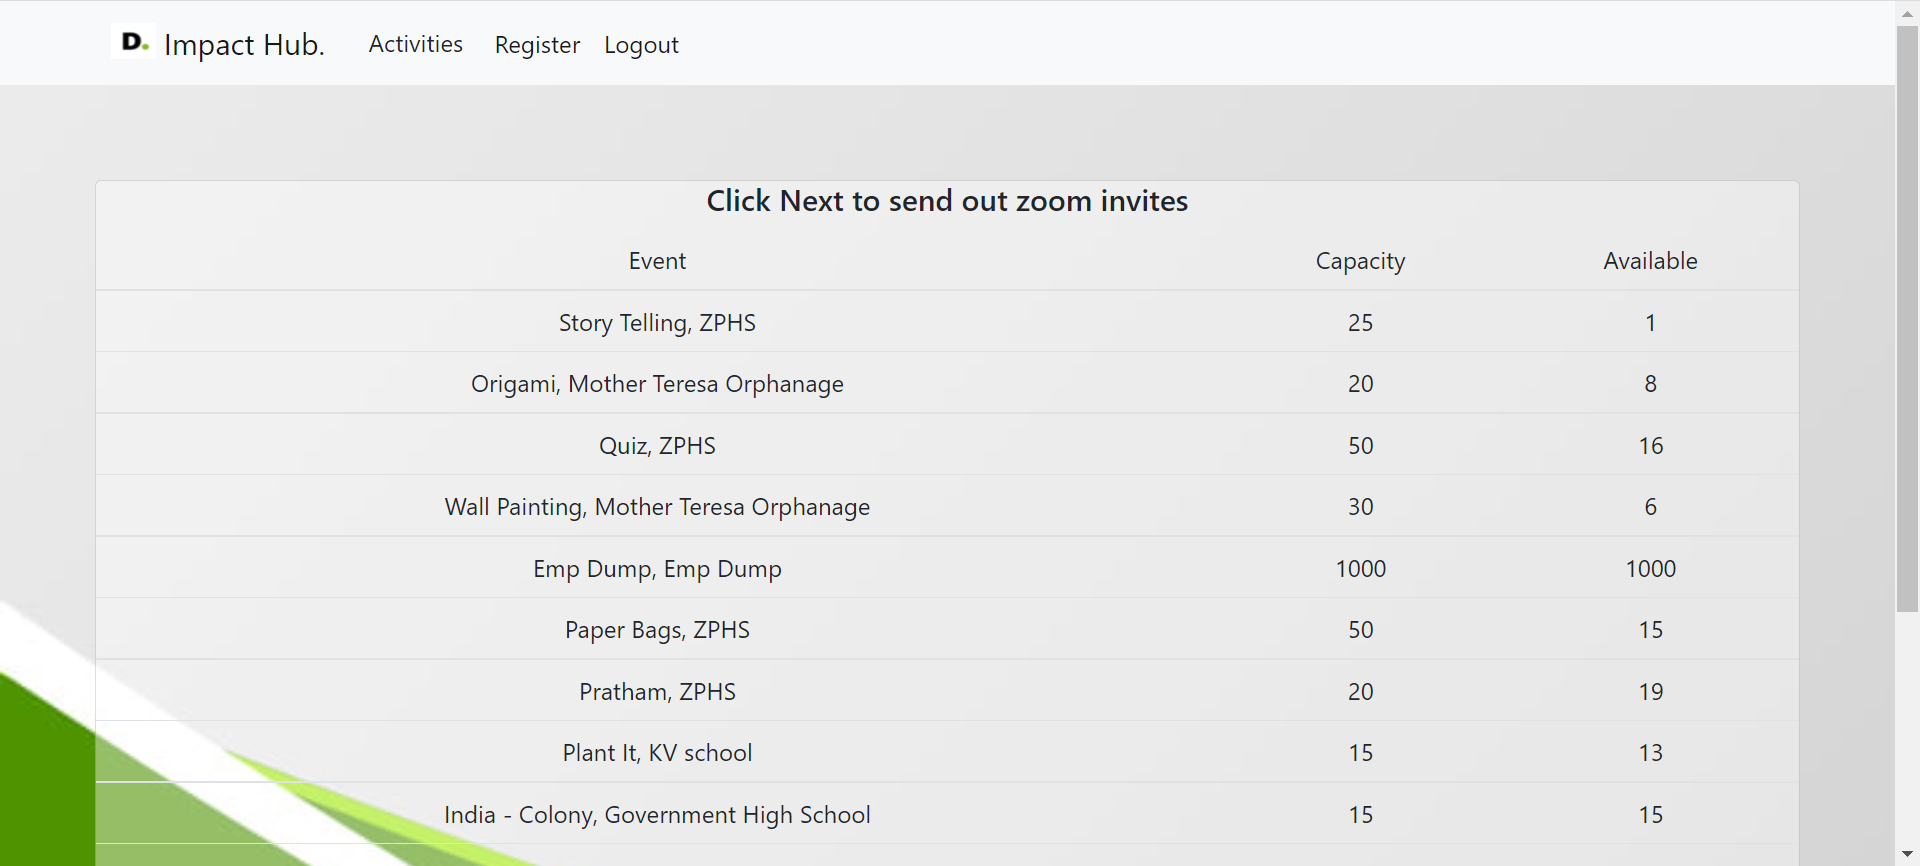 D. Impact Hub. Activities Register Logout
Click Next to send out zoom invites
Event Capacity Available
Story Telling, ZPHS 25 1
Origami, Mother Teresa Orphanage 20 8
Quiz, ZPHS 50 16
Wall Painting, Mother Teresa Orphanage 30 6
Emp Dump, Emp Dump 1000 1000
Paper Bags, ZPHS 50 15
Pratham, ZPHS 20 19
Plant It, KV school 15 13
India - Colony, Government High School 15 15